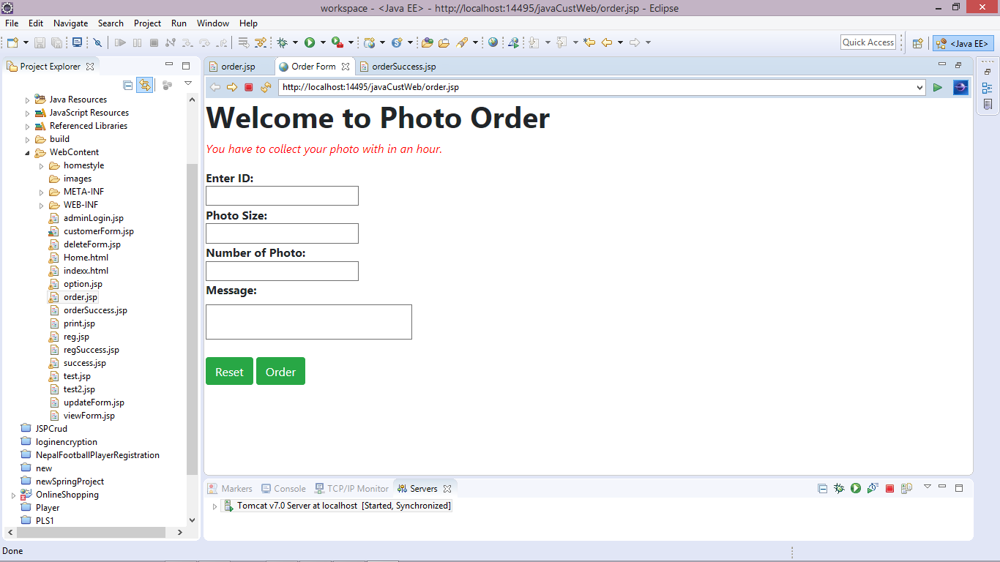 workspace - <Java EE> - http://localhost:14495/javaCustWeb/order.jsp - Eclipse
File Edit Navigate Search Project Run Window Help
Quick Access <Java EE>
Project Explorer
Java Resources
JavaScript Resources
Referenced Libraries
build
WebContent
homestyle
images
META-INF
WEB-INF
adminLogin.jsp
customerForm.jsp
deleteForm.jsp
Home.html
indexx.html
option.jsp
order.jsp
orderSuccess.jsp
print.jsp
reg.jsp
regSuccess.jsp
success.jsp
test.jsp
test2.jsp
updateForm.jsp
viewForm.jsp
JSPCrud
loginencryption
NepalFootballPlayerRegistration
new
newSpringProject
OnlineShopping
Player
PLS1
order.jsp Order Form orderSuccess.jsp
http://localhost:14495/javaCustWeb/order.jsp
Welcome to Photo Order
You have to collect your photo with in an hour.
Enter ID:
Photo Size:
Number of Photo:
Message:
Reset Order
Markers Console TCP/IP Monitor Servers
Tomcat v7.0 Server at localhost [Started, Synchronized]
Done